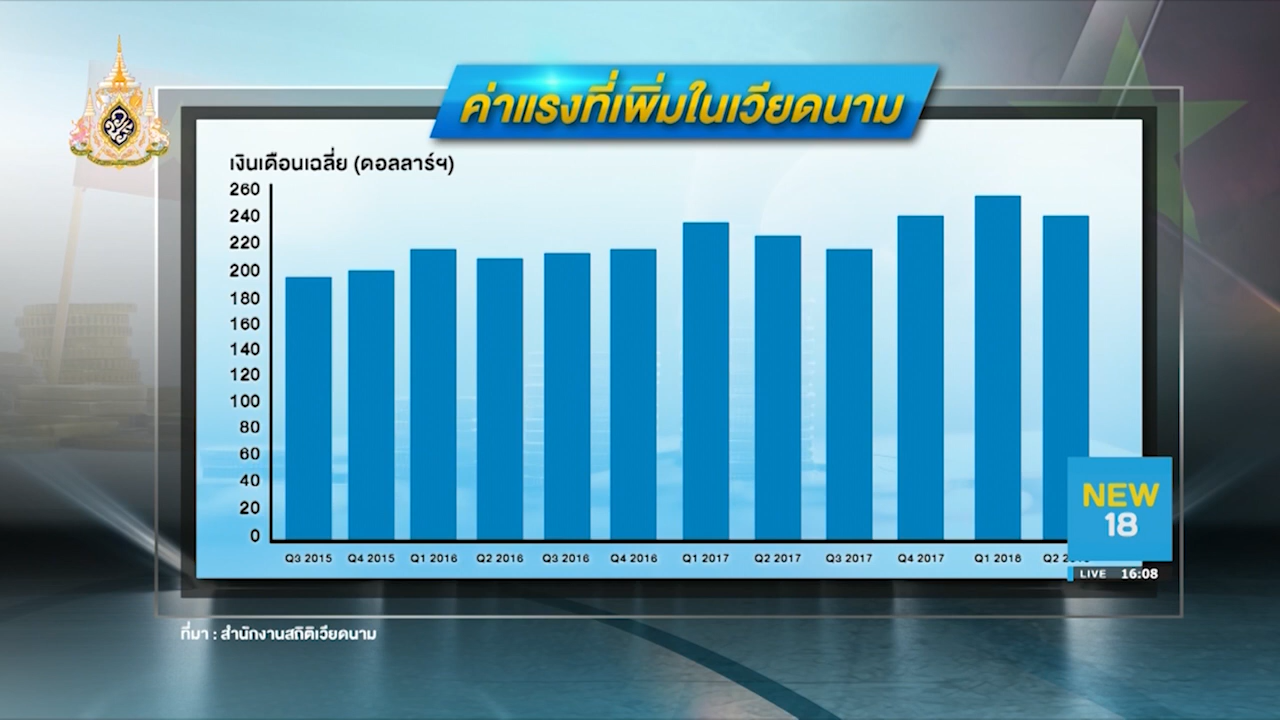 ค่าแรงที่เพิ่มในเวียดนาม
เงินเดือนเฉลี่ย (ดอลลาร์ฯ)
260
240
220
200
180
160
140
120
100
80
60
40
20
0
Q3 2015 Q4 2015 Q1 2016 Q2 2016 Q3 2016 Q4 2016 Q1 2017 Q2 2017 Q3 2017 Q4 2017 Q1 2018 Q2
NEW
18
LIVE 16:08
ที่มา : สำนักงานสถิติเวียดนาม